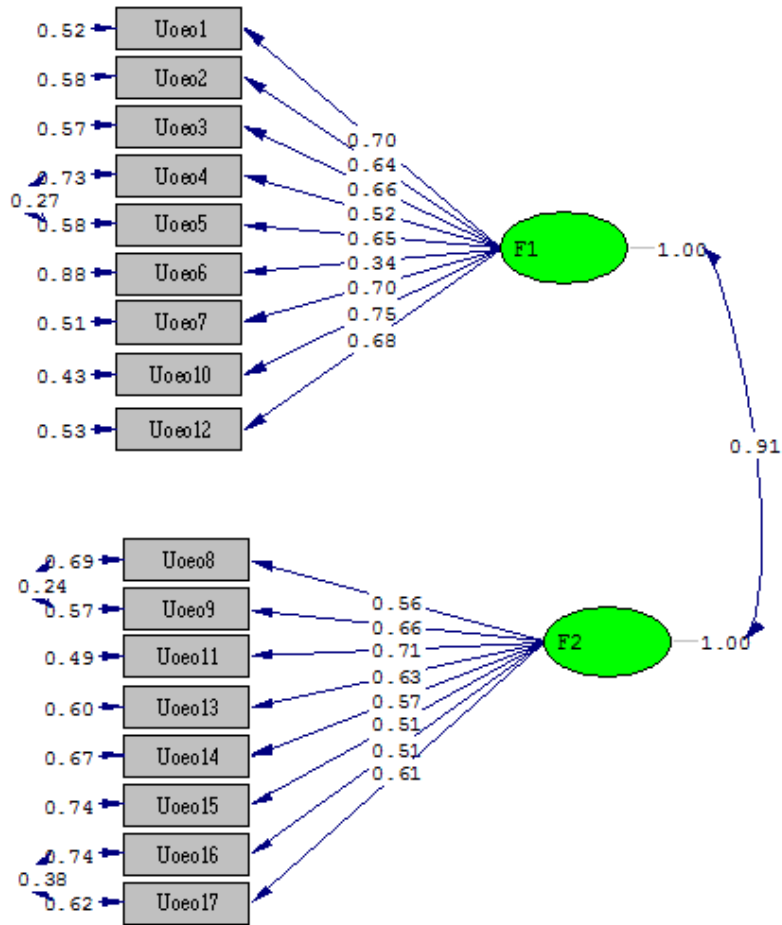 0.52 Uoeo1
0.58 Uoeo2
0.57 Uoeo3
0.70
0.64
0.66
0.73 Uoeo4
0.27
0.52
0.58 Uoeo5
0.65
F1 1.00
0.88 Uoeo6
0.34
0.70
0.51 Uoeo7
0.75
0.68
0.43 Uoeo10
0.53 Uoeo12
0.91
0.69 Uoeo8
0.24
0.57 Uoeo9
0.56
0.66
0.71
0.49 Uoeo11
F2 1.00
0.63
0.57
0.60 Uoeo13
0.51
0.51
0.61
0.67 Uoeo14
0.74 Uoeo15
0.74 Uoeo16
0.38
0.62 Uoeo17